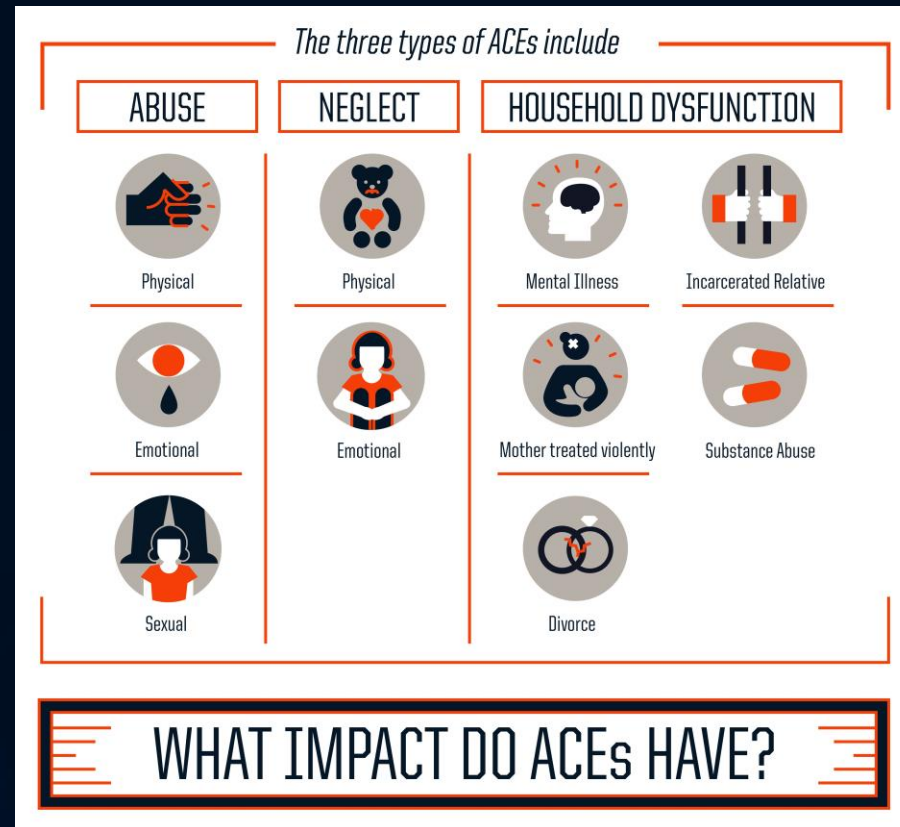 The three types of ACEs include
ABUSE
Physical
Emotional
Sexual
NEGLECT
Physical
Emotional
HOUSEHOLD DYSFUNCTION
Mental Illness
Incarcerated Relative
Mother treated violently
Substance Abuse
Divorce
WHAT IMPACT DO ACEs HAVE?